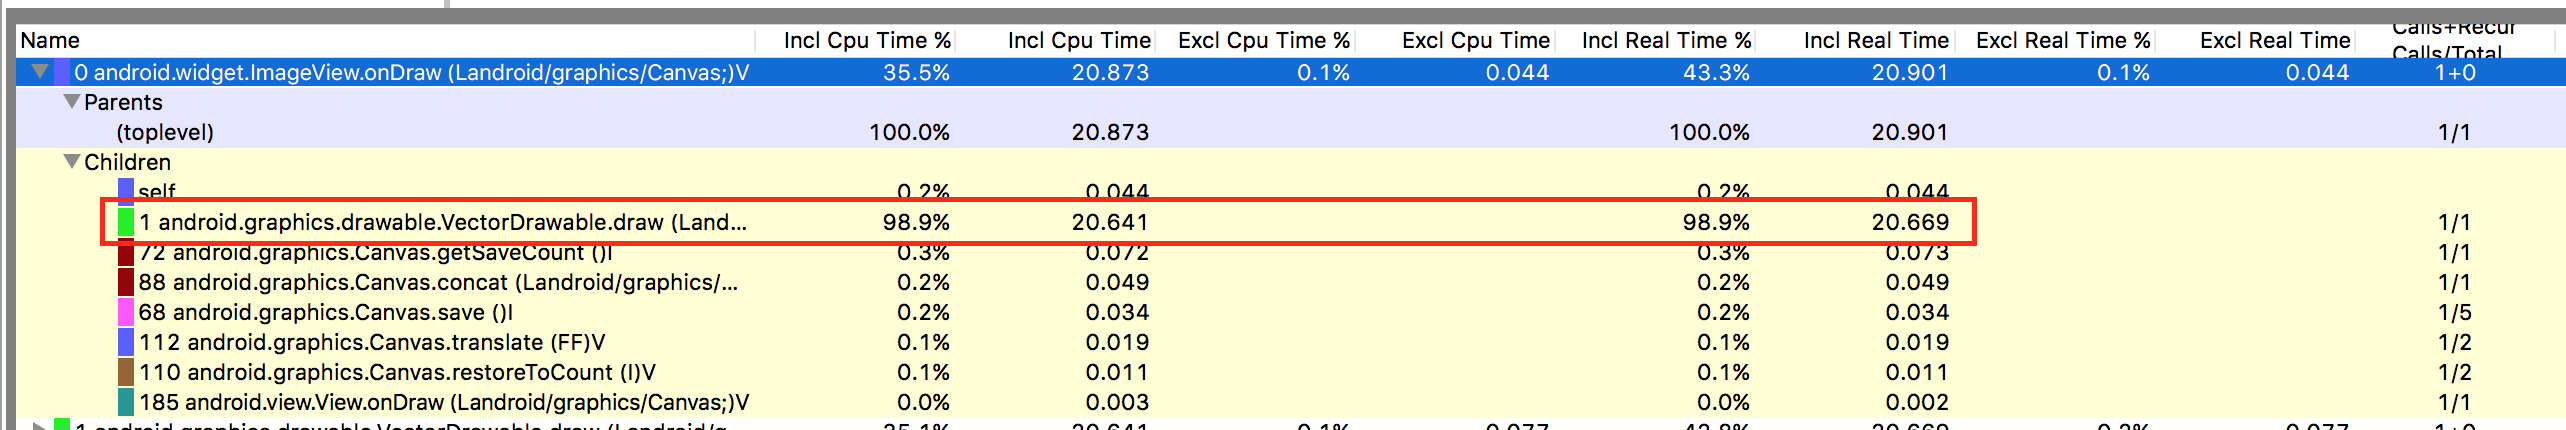 Name Incl Cpu Time % Incl Cpu Time Excl Cpu Time % Excl Cpu Time Incl Real Time % Incl Real Time Excl Real Time % Excl Real Time Calls+Recur
Calls/Total
0 android.widget.ImageView.onDraw (Landroid/graphics/Canvas;)V 35.5% 20.873 0.1% 0.044 43.3% 20.901 0.1% 0.044 1+0
Parents
(toplevel) 100.0% 20.873 100.0% 20.901 1/1
Children
self 0.2% 0.044 0.2% 0.044
1 android.graphics.drawable.VectorDrawable.draw (Land... 98.9% 20.641 98.9% 20.669 1/1
72 android.graphics.Canvas.getSaveCount ()I 0.3% 0.072 0.3% 0.073 1/1
88 android.graphics.Canvas.concat (Landroid/graphics/... 0.2% 0.049 0.2% 0.049 1/1
68 android.graphics.Canvas.save ()I 0.2% 0.034 0.2% 0.034 1/5
112 android.graphics.Canvas.translate (FF)V 0.1% 0.019 0.1% 0.019 1/2
110 android.graphics.Canvas.restoreToCount (I)V 0.1% 0.011 0.1% 0.011 1/2
185 android.view.View.onDraw (Landroid/graphics/Canvas;)V 0.0% 0.003 0.0% 0.002 1/1
1 android.graphics.drawable.VectorDrawable.draw (Landroid/g... 35.1% 20.641 0.1% 0.077 42.8% 20.669 0.2% 0.077 1+0